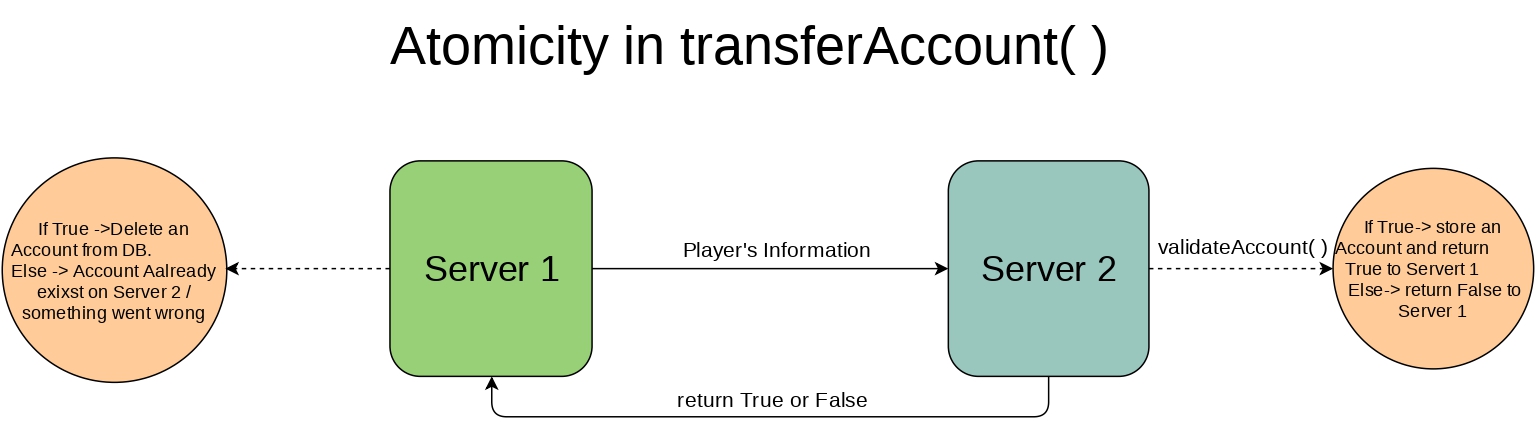 Atomicity in transferAccount( )
If True ->Delete an
Account from DB.
Else -> Account Aalready
exixst on Server 2 /
something went wrong
Server 1
Player's Information
Server 2
validateAccount( )
If True-> store an
Account and return
True to Servert 1
Else-> return False to
Server 1
return True or False